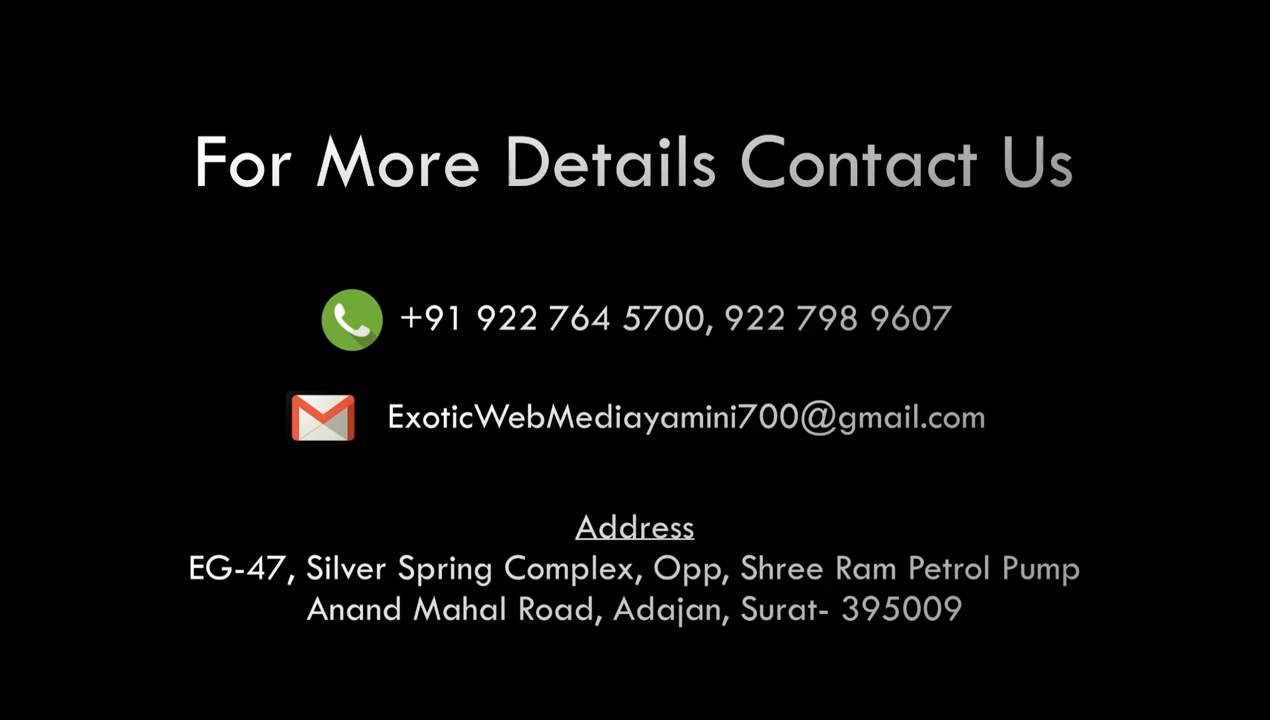 For More Details Contact Us
+91 922 764 5700, 922 798 9607
ExoticWebMediayamini700@gmail.com
Address
EG-47, Silver Spring Complex, Opp, Shree Ram Petrol Pump
Anand Mahal Road, Adajan, Surat- 395009